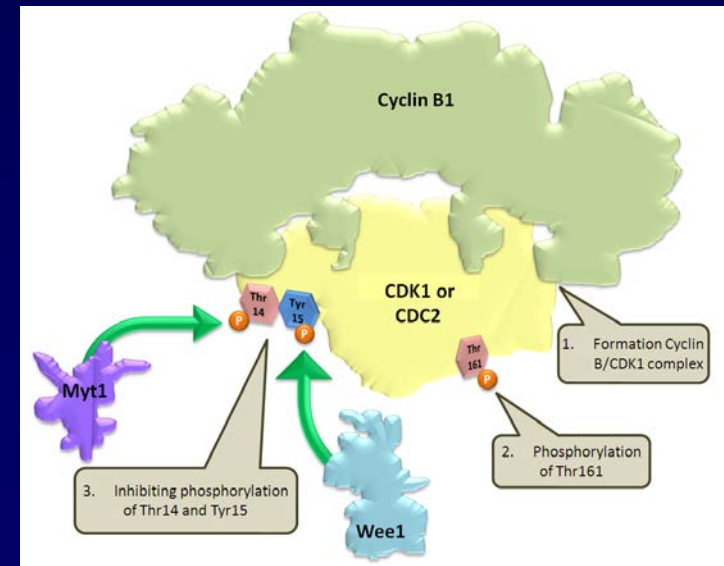 Cyclin B1
CDK1 or
CDC2
Thr
14
Tyr
15
P
P
Thr
161
P
Myt1
Wee1
1. Formation Cyclin
B/CDK1 complex
2. Phosphorylation
of Thr161
3. Inhibiting phosphorylation
of Thr14 and Tyr15